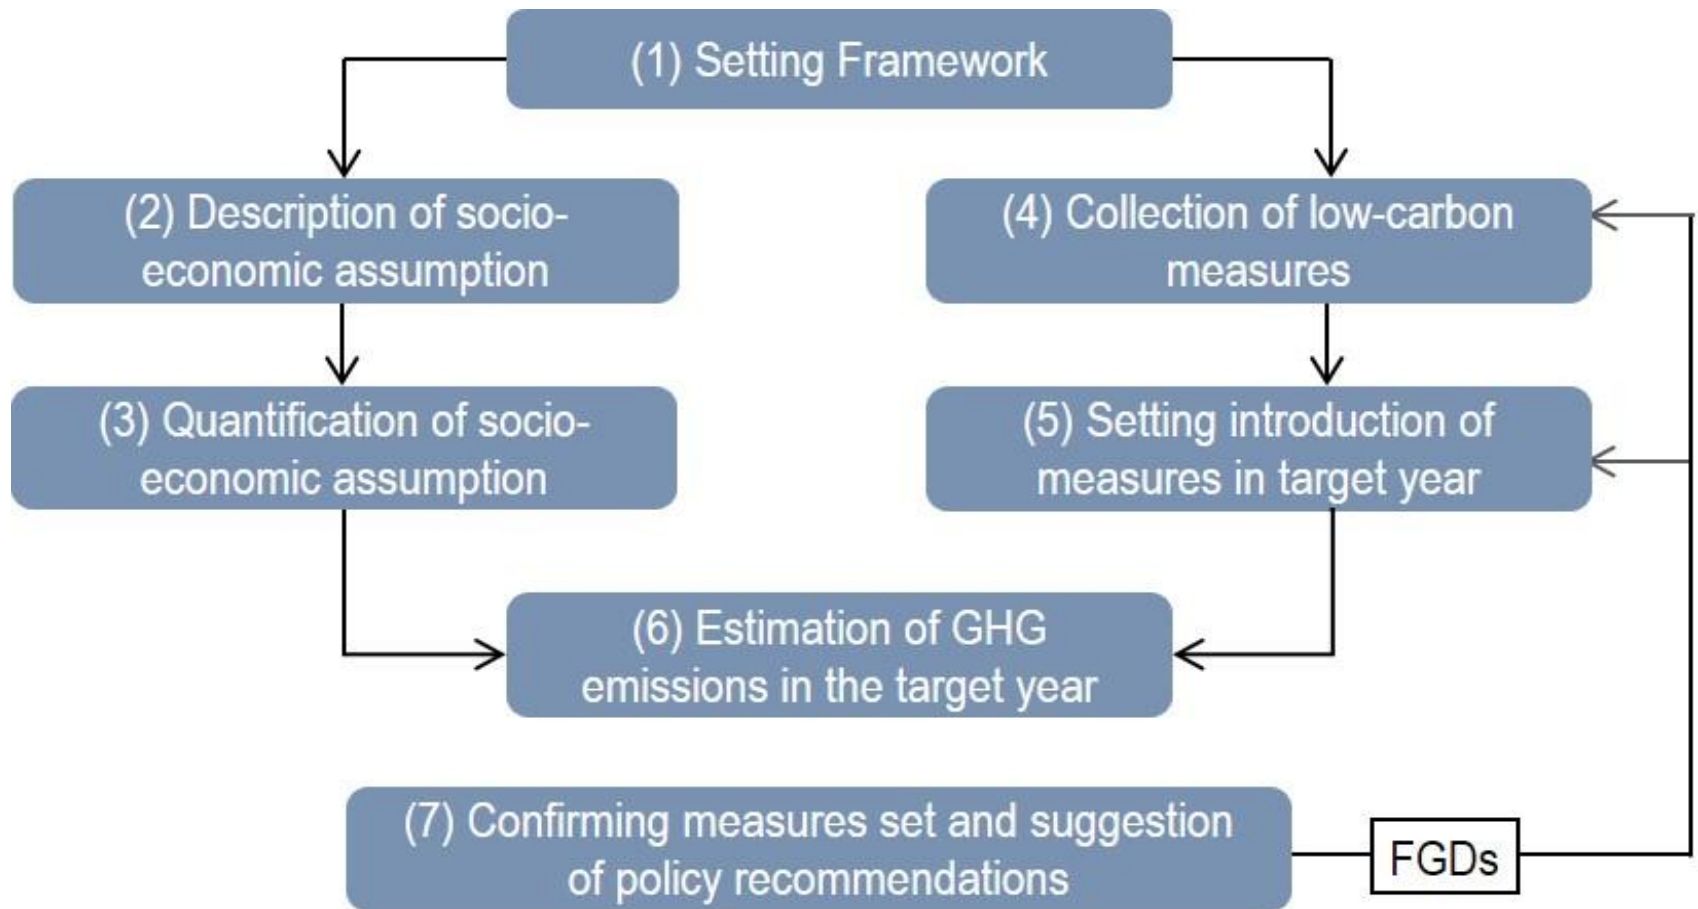 (1) Setting Framework
(2) Description of socio-
economic assumption
(4) Collection of low-carbon
measures
(3) Quantification of socio-
economic assumption
(5) Setting introduction of
measures in target year
(6) Estimation of GHG
emissions in the target year
(7) Confirming measures set and suggestion
of policy recommendations
FGDs